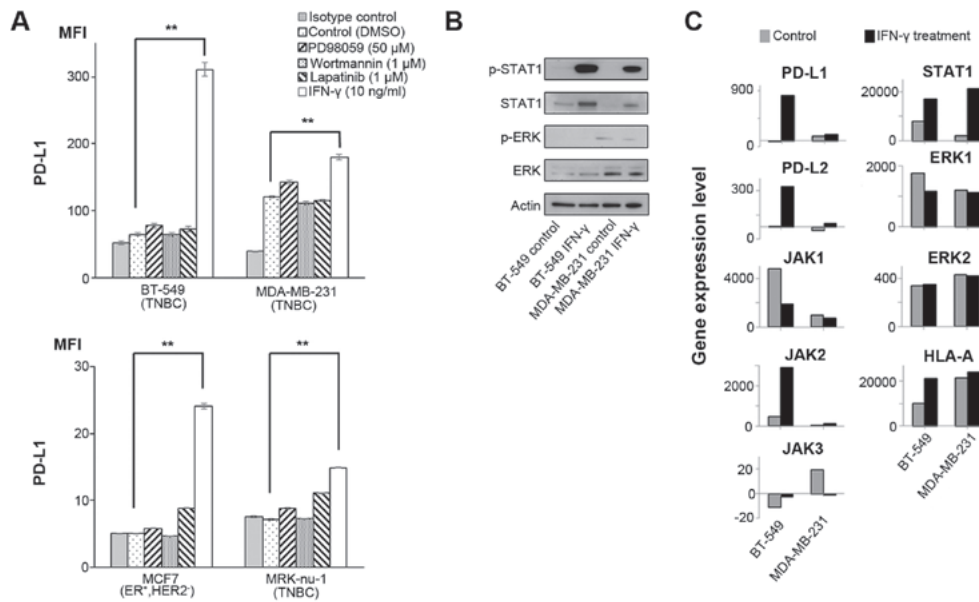 A
MFI
Isotype control
Control (DMSO)
PD98059 (50 µM)
Wortmannin (1 µM)
Lapatinib (1 µM)
IFN-γ (10 ng/ml)
**
**
300
200
100
0
PD-L1
BT-549
(TNBC)
MDA-MB-231
(TNBC)
MFI
**
**
30
20
10
0
PD-L1
MCF7
(ER+,HER2-)
MRK-nu-1
(TNBC)
B
p-STAT1
STAT1
p-ERK
ERK
Actin
BT-549 control
BT-549 IFN-γ
MDA-MB-231 control
MDA-MB-231 IFN-γ
C
Control
IFN-γ treatment
Gene expression level
PD-L1
900
0
PD-L2
300
0
JAK1
4000
0
JAK2
2000
0
JAK3
20
0
-20
BT-549
MDA-MB-231
STAT1
20000
0
ERK1
2000
0
ERK2
400
0
HLA-A
20000
0
BT-549
MDA-MB-231